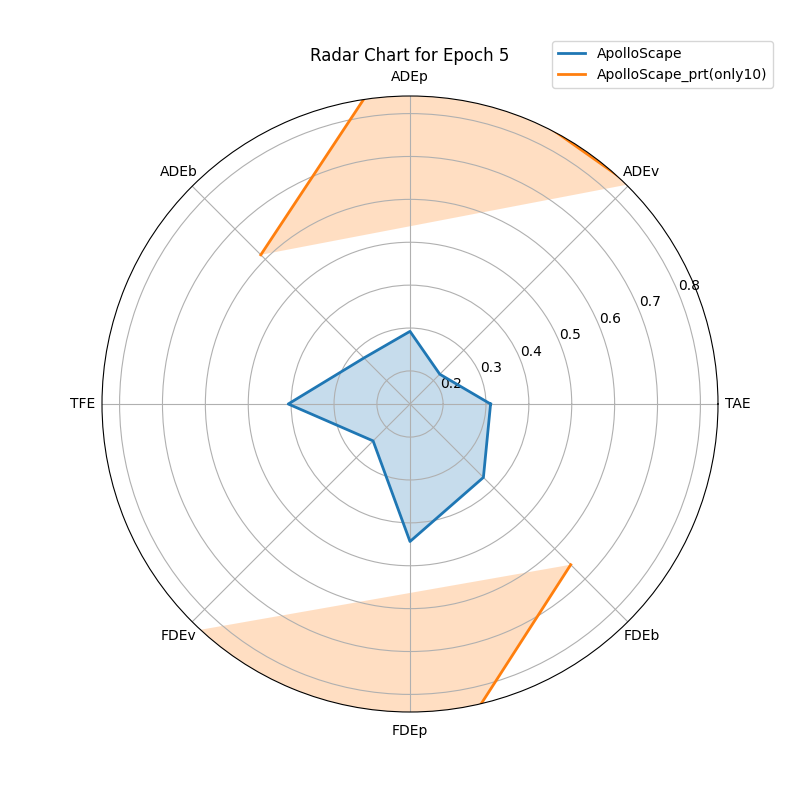 Radar Chart for Epoch 5
ApolloScape
ApolloScape_prt(only10)
ADEp
ADEb
ADEv
0.8
0.7
0.6
0.5
0.4
0.3
0.2
TFE
TAE
FDEv
FDEb
FDEp